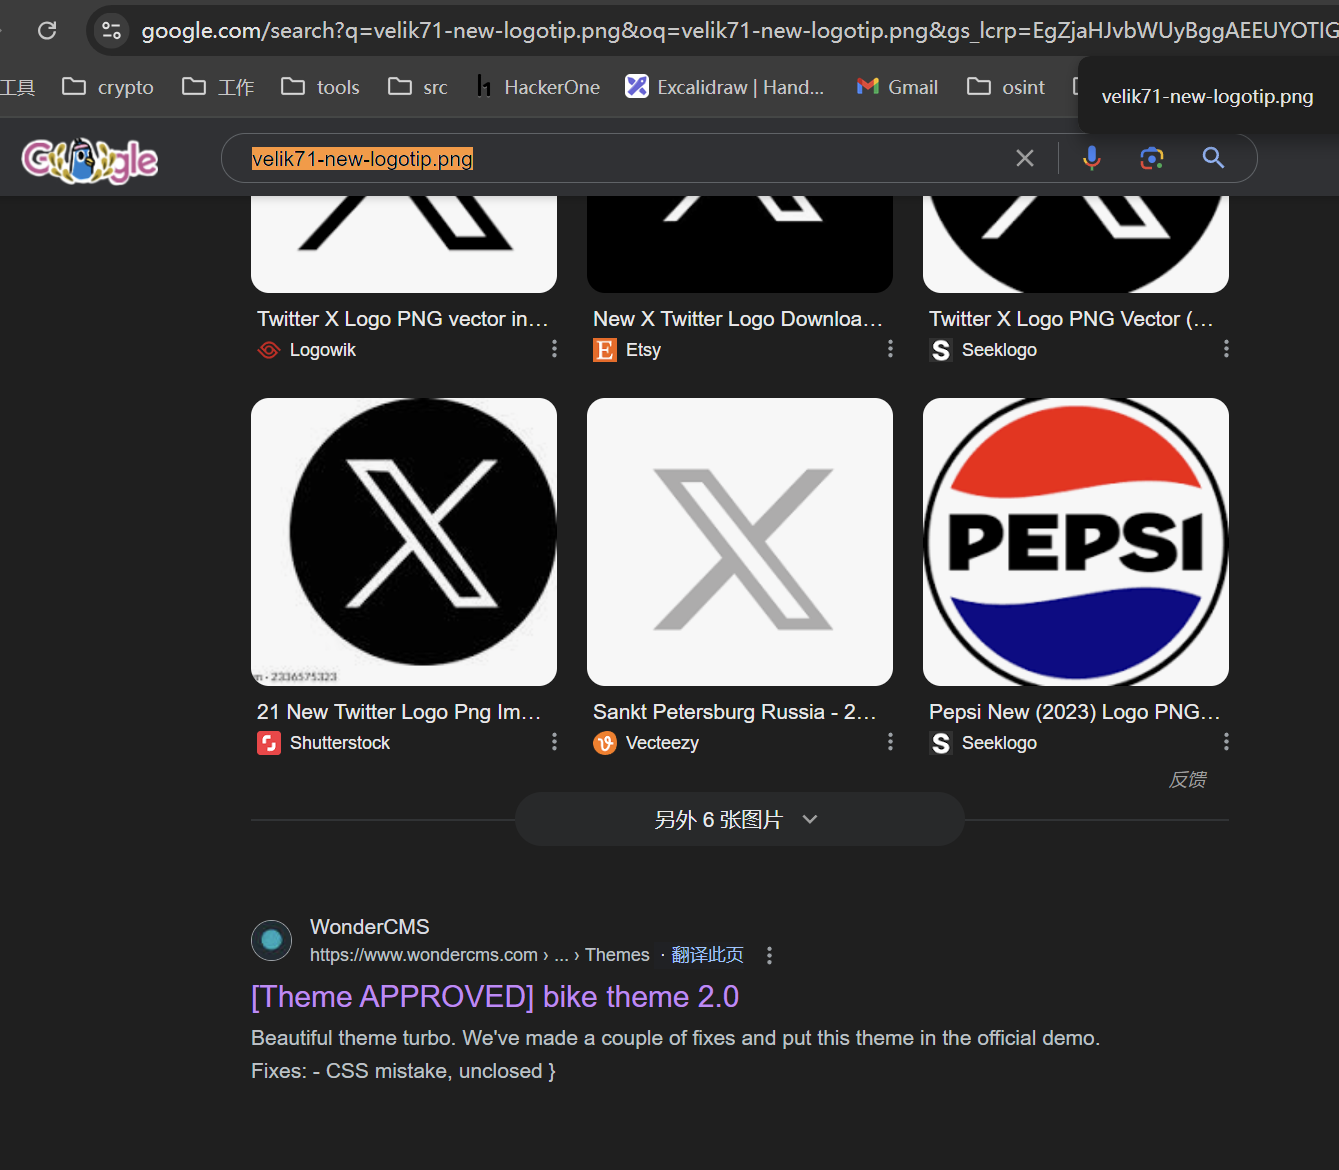 google.com/search?q=velik71-new-logotip.png&oq=velik71-new-logotip.png&gs_lcrp=EgZjaHJvbWUyBggAEEUYOTIG
工具 crypto 工作 tools src h1 HackerOne Excalidraw | Hand... Gmail osint
velik71-new-logotip.png
Google velik71-new-logotip.png
Twitter X Logo PNG vector in... New X Twitter Logo Downloa... Twitter X Logo PNG Vector (...
Logowik E Etsy S Seeklogo
X X PEPSI
m · 2336575323
21 New Twitter Logo Png Im... Sankt Petersburg Russia - 2... Pepsi New (2023) Logo PNG...
Shutterstock Vecteezy S Seeklogo
反馈
另外 6 张图片
WonderCMS
https://www.wondercms.com › ... › Themes · 翻译此页
[Theme APPROVED] bike theme 2.0
Beautiful theme turbo. We've made a couple of fixes and put this theme in the official demo.
Fixes: - CSS mistake, unclosed }